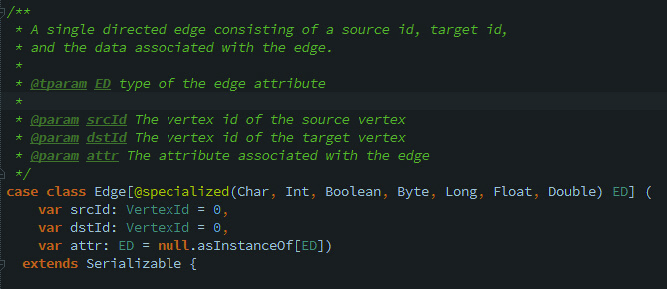 /**
 * A single directed edge consisting of a source id, target id,
 * and the data associated with the edge.
 *
 * @tparam ED type of the edge attribute
 *
 * @param srcId The vertex id of the source vertex
 * @param dstId The vertex id of the target vertex
 * @param attr The attribute associated with the edge
 */
case class Edge[@specialized(Char, Int, Boolean, Byte, Long, Float, Double) ED] (
    var srcId: VertexId = 0,
    var dstId: VertexId = 0,
    var attr: ED = null.asInstanceOf[ED])
  extends Serializable {